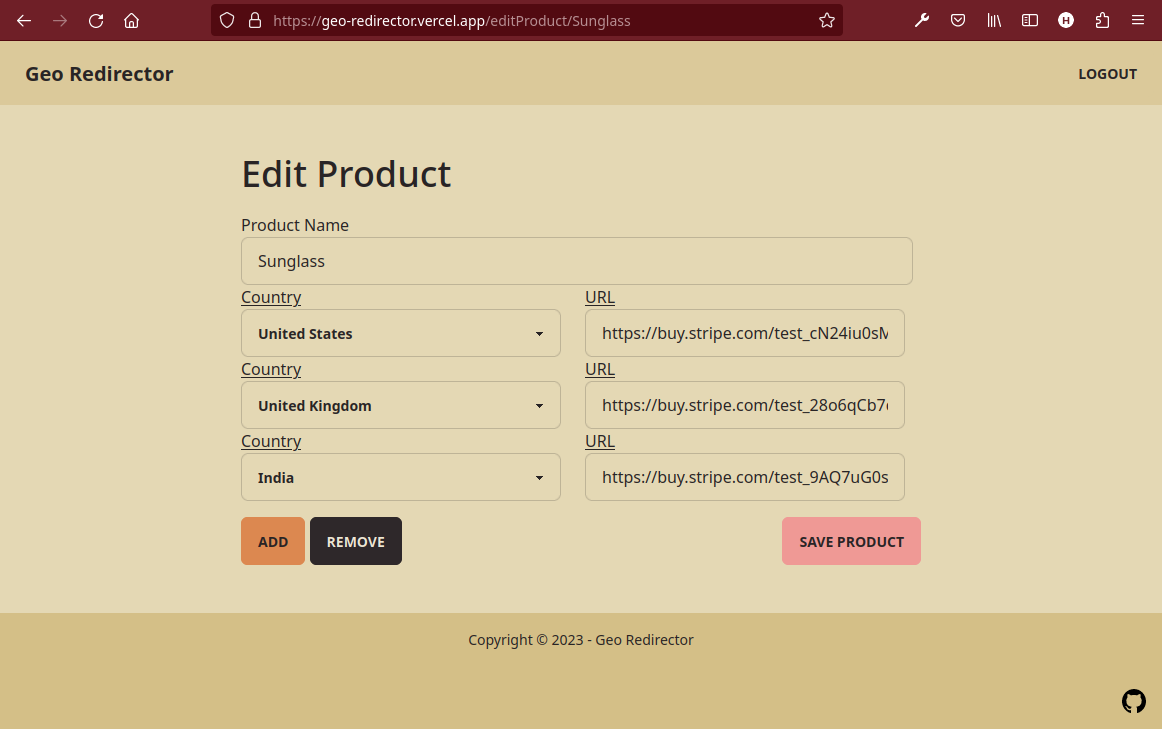 https://geo-redirector.vercel.app/editProduct/Sunglass
H
Geo Redirector
LOGOUT
Edit Product
Product Name
Sunglass
Country
URL
United States
https://buy.stripe.com/test_cN24iu0sM
Country
URL
United Kingdom
https://buy.stripe.com/test_28o6qCb7
Country
URL
India
https://buy.stripe.com/test_9AQ7uG0s
ADD
REMOVE
SAVE PRODUCT
Copyright © 2023 - Geo Redirector